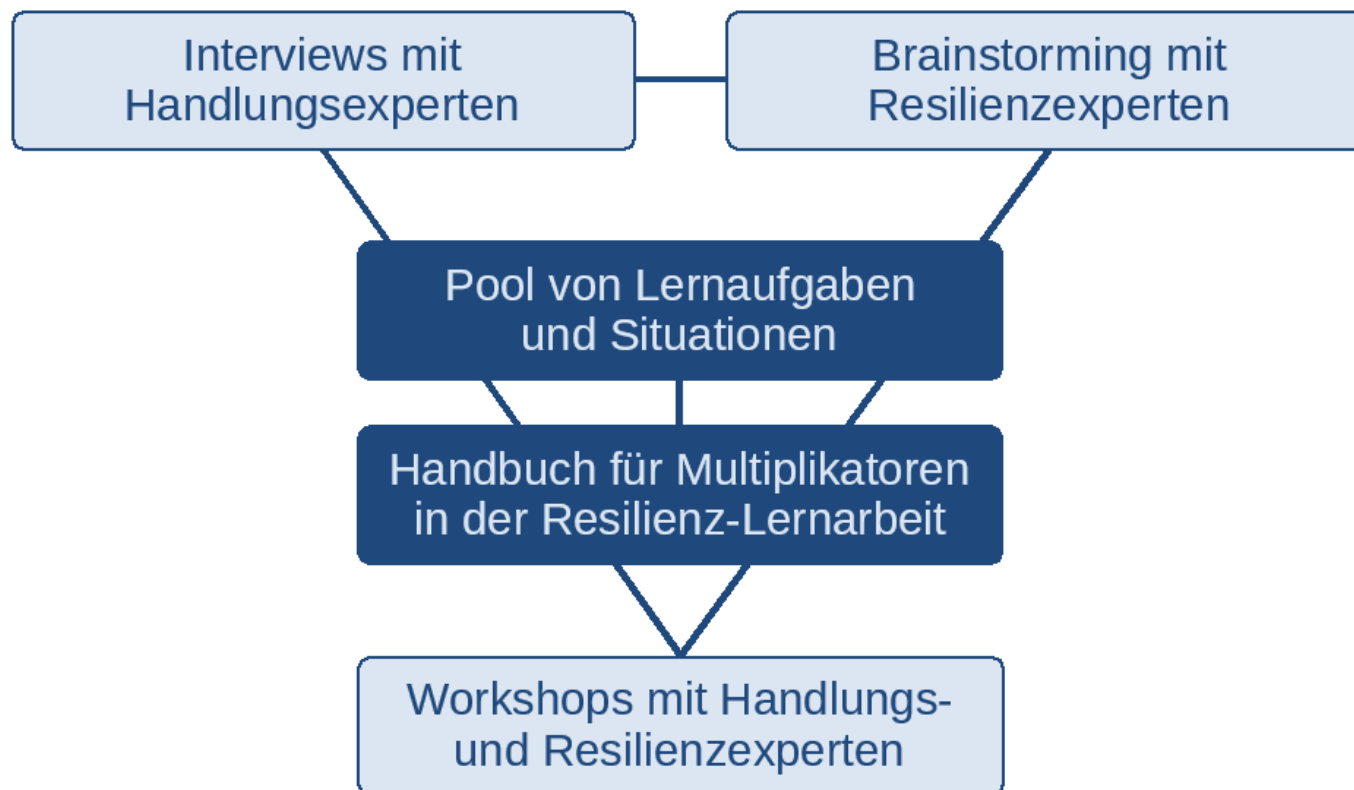 Interviews mit
Handlungsexperten
Brainstorming mit
Resilienzexperten
Pool von Lernaufgaben
und Situationen
Handbuch für Multiplikatoren
in der Resilienz-Lernarbeit
Workshops mit Handlungs-
und Resilienzexperten